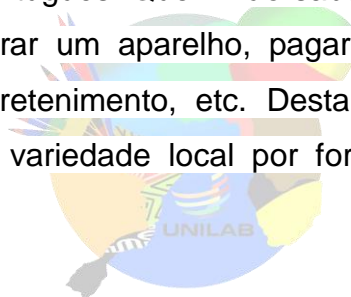 rar um aparelho, pagar
retenimento, etc. Desta
variedade local por for
UNILAB